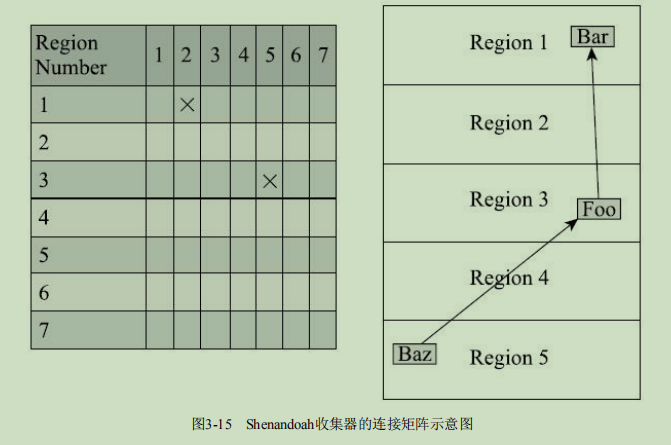 Region Number 1 2 3 4 5 6 7
1 ×
2
3 ×
4
5
6
7
Region 1 Bar
Region 2
Region 3 Foo
Region 4
Baz Region 5
图3-15 Shenandoah收集器的连接矩阵示意图